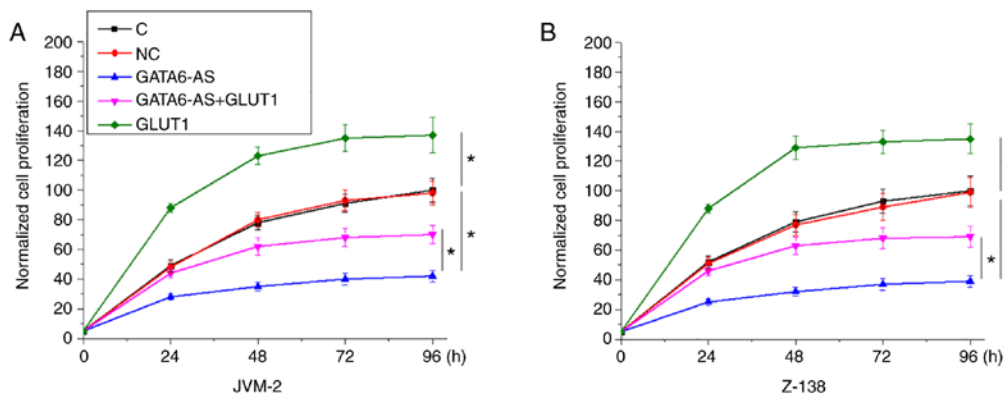 A
C
NC
GATA6-AS
GATA6-AS+GLUT1
GLUT1
Normalized cell proliferation
200
180
160
140
120
100
80
60
40
20
0
0 24 48 72 96 (h)
JVM-2
*
*
*
B
Normalized cell proliferation
200
180
160
140
120
100
80
60
40
20
0
0 24 48 72 96 (h)
Z-138
*